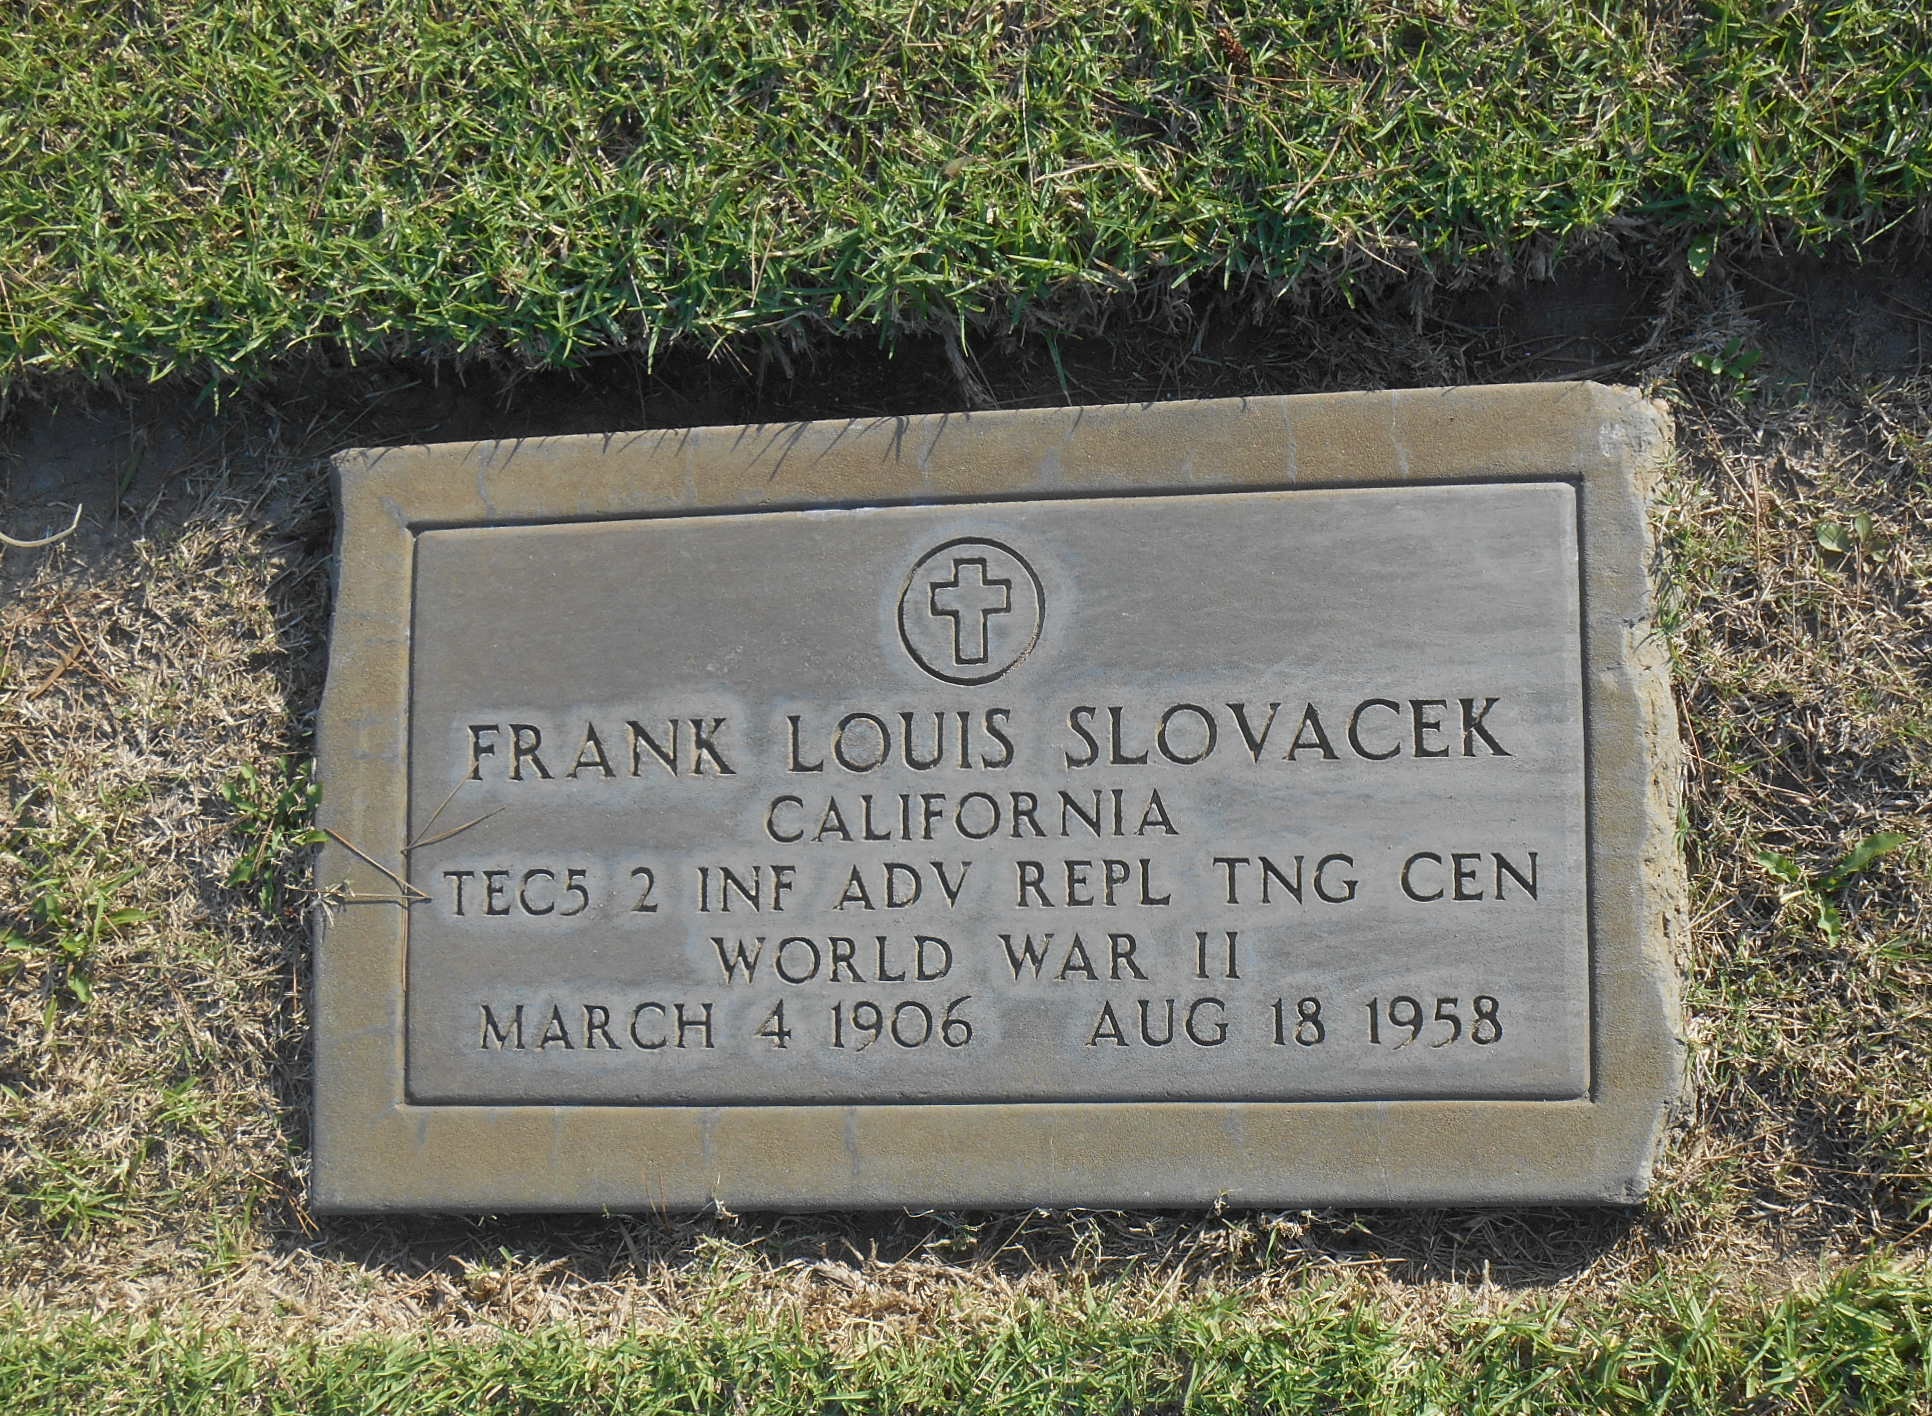 FRANK LOUIS SLOVACEK
CALIFORNIA
TEC5 2 INF ADV REPL TNG CEN
WORLD WAR II
MARCH 4 1906 AUG 18 1958